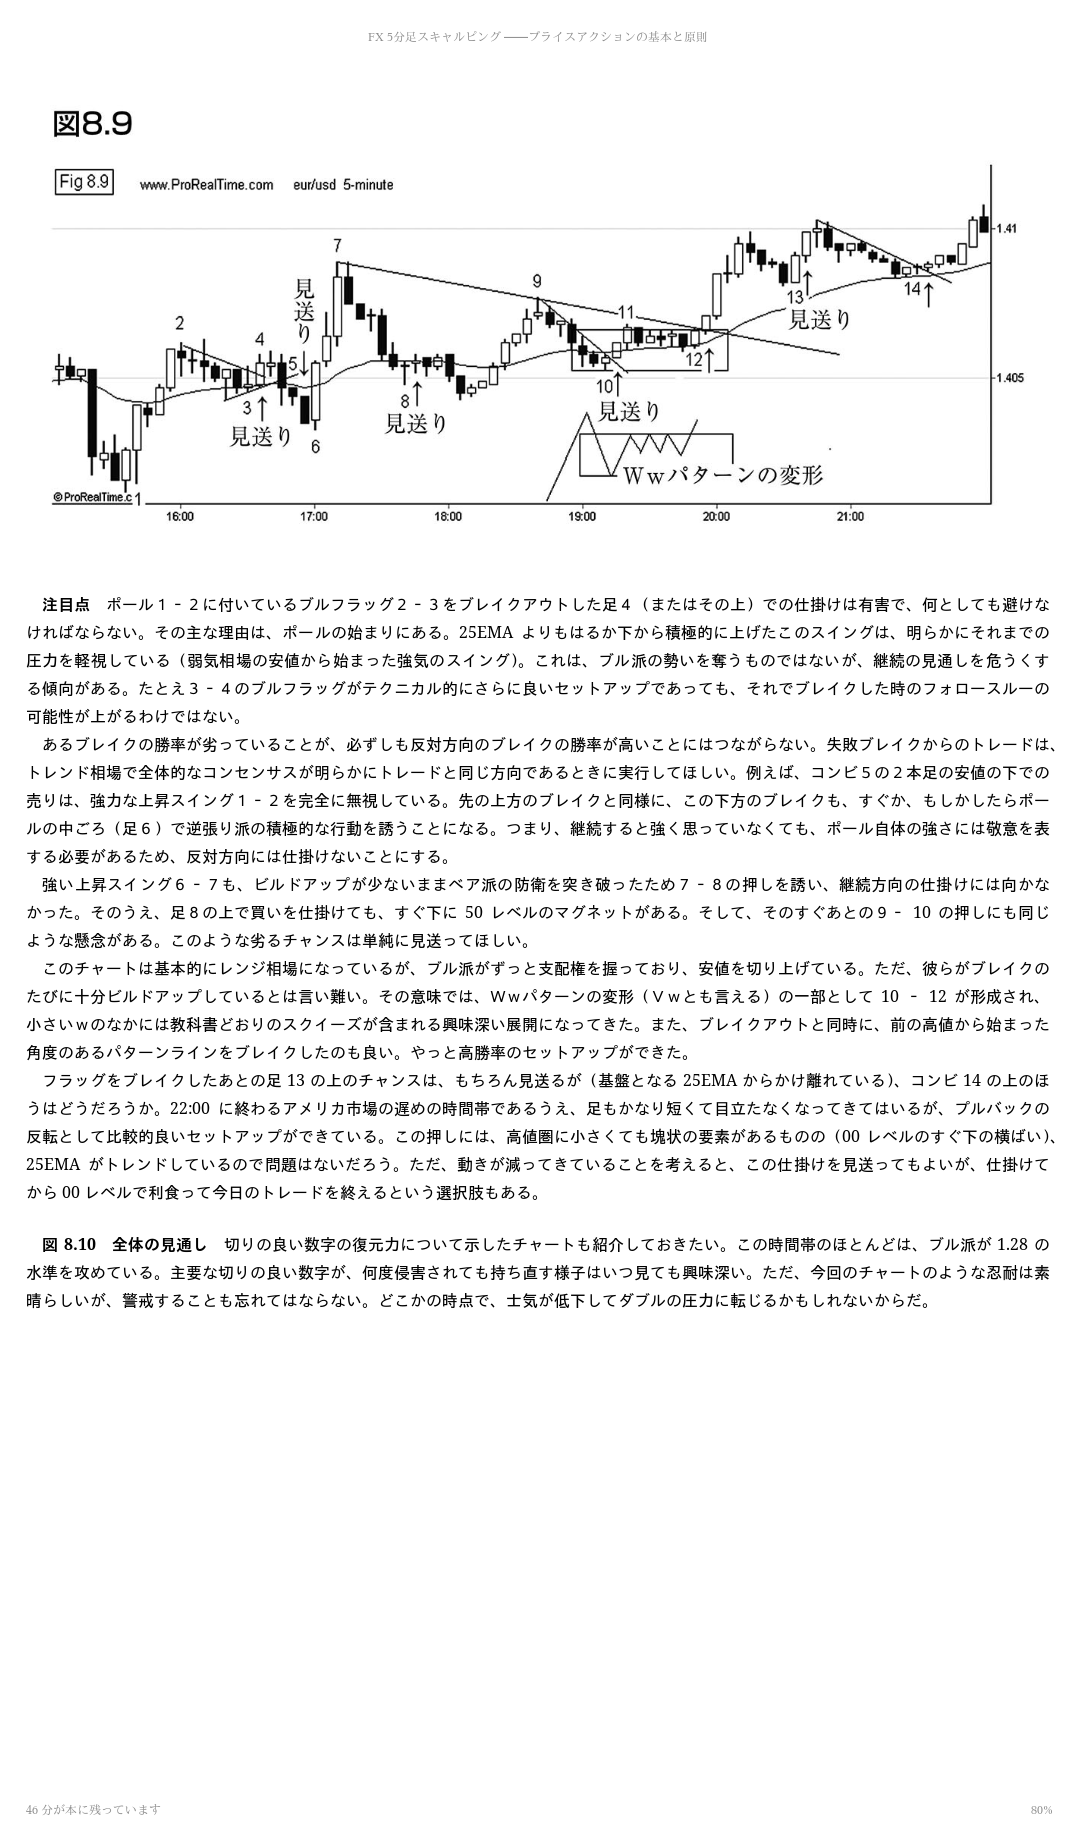 FX 5分足スキャルピング ――プライスアクションの基本と原則
図8.9
Fig 8.9 www.ProRealTime.com eur/usd 5-minute
1.41
7
見送り
9
2
4
11
5
13
見送り
14
12
1.405
3
見送り
8
見送り
6
10
見送り
Ｗｗパターンの変形
©ProRealTime.c 1
16:00 17:00 18:00 19:00 20:00 21:00
注目点　ポール１‐２に付いているブルフラッグ２‐３をブレイクアウトした足４（またはその上）での仕掛けは有害で、何としても避けな
ければならない。その主な理由は、ポールの始まりにある。25EMA よりもはるか下から積極的に上げたこのスイングは、明らかにそれまでの
圧力を軽視している（弱気相場の安値から始まった強気のスイング）。これは、ブル派の勢いを奪うものではないが、継続の見通しを危うくす
る傾向がある。たとえ３‐４のブルフラッグがテクニカル的にさらに良いセットアップであっても、それでブレイクした時のフォロースルーの
可能性が上がるわけではない。
あるブレイクの勝率が劣っていることが、必ずしも反対方向のブレイクの勝率が高いことにはつながらない。失敗ブレイクからのトレードは、
トレンド相場で全体的なコンセンサスが明らかにトレードと同じ方向であるときに実行してほしい。例えば、コンビ５の２本足の安値の下での
売りは、強力な上昇スイング１‐２を完全に無視している。先の上方のブレイクと同様に、この下方のブレイクも、すぐか、もしかしたらポー
ルの中ごろ（足６）で逆張り派の積極的な行動を誘うことになる。つまり、継続すると強く思っていなくても、ポール自体の強さには敬意を表
する必要があるため、反対方向には仕掛けないことにする。
強い上昇スイング６‐７も、ビルドアップが少ないままベア派の防衛を突き破ったため７‐８の押しを誘い、継続方向の仕掛けには向かな
かった。そのうえ、足８の上で買いを仕掛けても、すぐ下に 50 レベルのマグネットがある。そして、そのすぐあとの９‐ 10 の押しにも同じ
ような懸念がある。このような劣るチャンスは単純に見送ってほしい。
このチャートは基本的にレンジ相場になっているが、ブル派がずっと支配権を握っており、安値を切り上げている。ただ、彼らがブレイクの
たびに十分ビルドアップしているとは言い難い。その意味では、Ｗｗパターンの変形（Ｖｗとも言える）の一部として 10 ‐ 12 が形成され、
小さいｗのなかには教科書どおりのスクイーズが含まれる興味深い展開になってきた。また、ブレイクアウトと同時に、前の高値から始まった
角度のあるパターンラインをブレイクしたのも良い。やっと高勝率のセットアップができた。
フラッグをブレイクしたあとの足 13 の上のチャンスは、もちろん見送るが（基盤となる 25EMA からかけ離れている）、コンビ 14 の上のほ
うはどうだろうか。22:00 に終わるアメリカ市場の遅めの時間帯であるうえ、足もかなり短くて目立たなくなってきてはいるが、プルバックの
反転として比較的良いセットアップができている。この押しには、高値圏に小さくても塊状の要素があるものの（00 レベルのすぐ下の横ばい）、
25EMA がトレンドしているので問題はないだろう。ただ、動きが減ってきていることを考えると、この仕掛けを見送ってもよいが、仕掛けて
から 00 レベルで利食って今日のトレードを終えるという選択肢もある。
図 8.10　全体の見通し　切りの良い数字の復元力について示したチャートも紹介しておきたい。この時間帯のほとんどは、ブル派が 1.28 の
水準を攻めている。主要な切りの良い数字が、何度侵害されても持ち直す様子はいつ見ても興味深い。ただ、今回のチャートのような忍耐は素
晴らしいが、警戒することも忘れてはならない。どこかの時点で、士気が低下してダブルの圧力に転じるかもしれないからだ。
46 分が本に残っています 80%